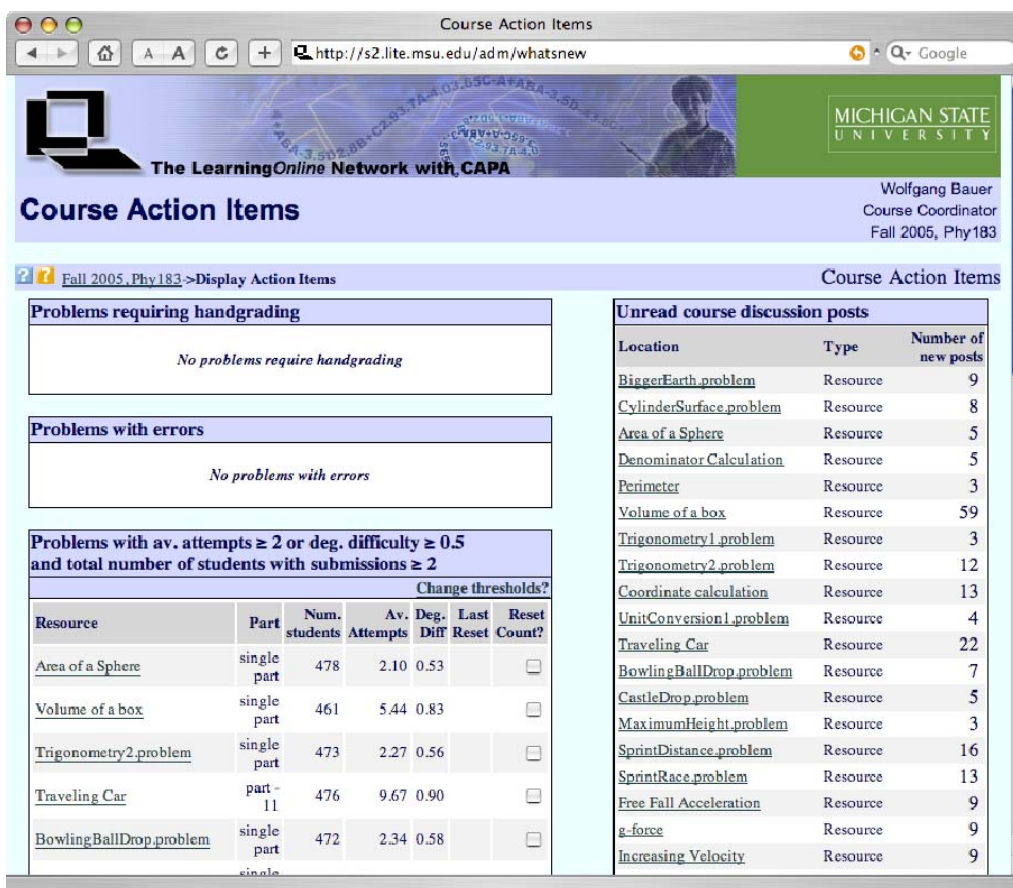 Course Action Items
A A
http://s2.lite.msu.edu/adm/whatsnew
Google
MICHIGAN STATE
UNIVERSITY
The LearningOnline Network with CAPA
Course Action Items
Wolfgang Bauer
Course Coordinator
Fall 2005, Phy183
Fall 2005, Phy183->Display Action Items
Course Action Items
Problems requiring handgrading
No problems require handgrading
Problems with errors
No problems with errors
Problems with av. attempts ≥ 2 or deg. difficulty ≥ 0.5
and total number of students with submissions ≥ 2
Change thresholds?
Resource Part Num. students Av. Attempts Deg. Diff Last Reset Reset Count?
Area of a Sphere single part 478 2.10 0.53
Volume of a box single part 461 5.44 0.83
Trigonometry2.problem single part 473 2.27 0.56
Traveling Car part - 11 476 9.67 0.90
BowlingBallDrop.problem single part 472 2.34 0.58
single
Unread course discussion posts
Location Type Number of new posts
BiggerEarth.problem Resource 9
CylinderSurface.problem Resource 8
Area of a Sphere Resource 5
Denominator Calculation Resource 5
Perimeter Resource 3
Volume of a box Resource 59
Trigonometry1.problem Resource 3
Trigonometry2.problem Resource 12
Coordinate calculation Resource 13
UnitConversion1.problem Resource 4
Traveling Car Resource 22
BowlingBallDrop.problem Resource 7
CastleDrop.problem Resource 5
MaximumHeight.problem Resource 3
SprintDistance.problem Resource 16
SprintRace.problem Resource 13
Free Fall Acceleration Resource 9
g-force Resource 9
Increasing Velocity Resource 9